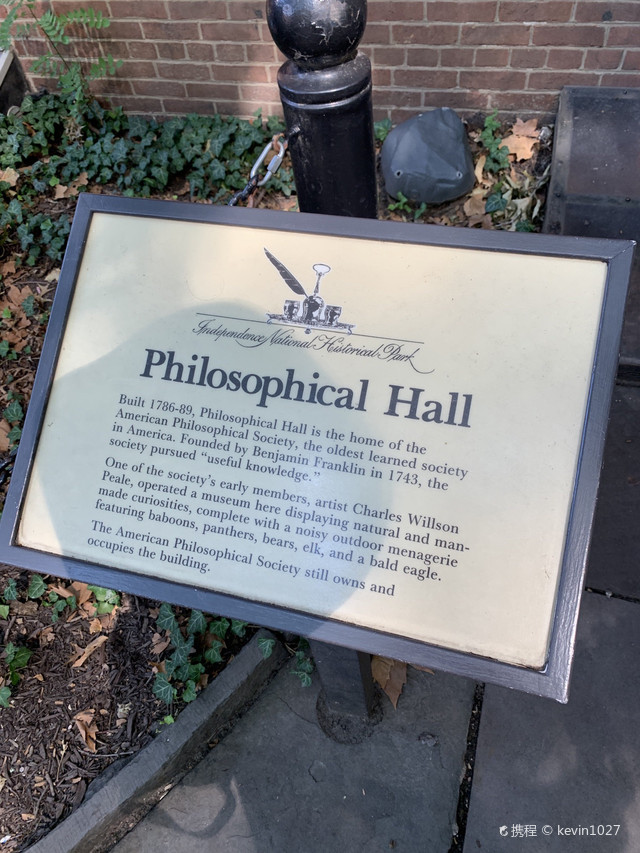 Independence National Historical Park
Philosophical Hall
Built 1786-89, Philosophical Hall is the home of the
American Philosophical Society, the oldest learned society
in America. Founded by Benjamin Franklin in 1743, the
society pursued “useful knowledge.”
One of the society's early members, artist Charles Willson
Peale, operated a museum here displaying natural and man-
made curiosities, complete with a noisy outdoor menagerie
featuring baboons, panthers, bears, elk, and a bald eagle.
The American Philosophical Society still owns and
occupies the building.
携程 © kevin1027